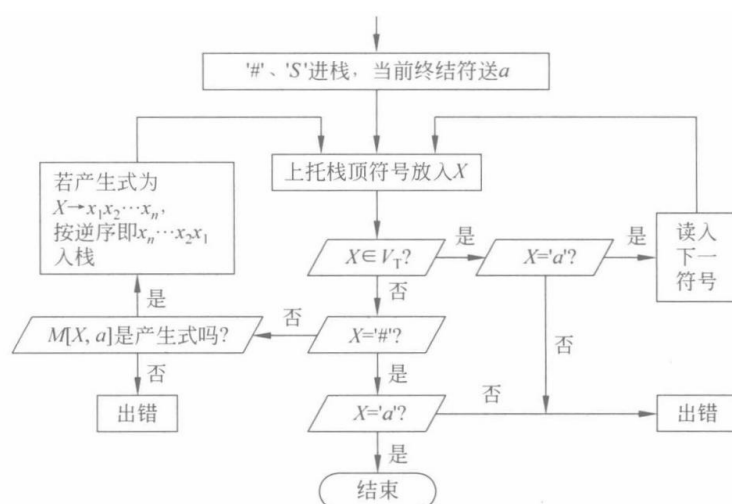 '#'、'S'进栈，当前终结符送a
上托栈顶符号放入X
若产生式为
X→x₁x₂…xₙ,
按逆序即xₙ…x₂x₁
入栈
X∈V_T?
是
X='a'?
是
读入
下一
符号
是
否
M[X, a]是产生式吗?
否
X='#'?
否
否
是
出错
X='a'?
否
出错
是
结束